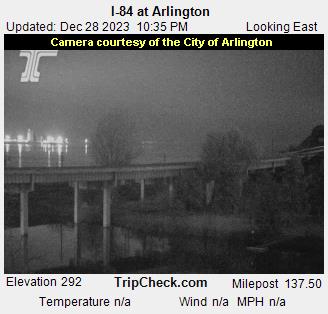 I-84 at Arlington
Updated: Dec 28 2023 10:35 PM Looking East
Camera courtesy of the City of Arlington
Elevation 292 TripCheck.com Milepost 137.50
Temperature n/a Wind n/a MPH n/a